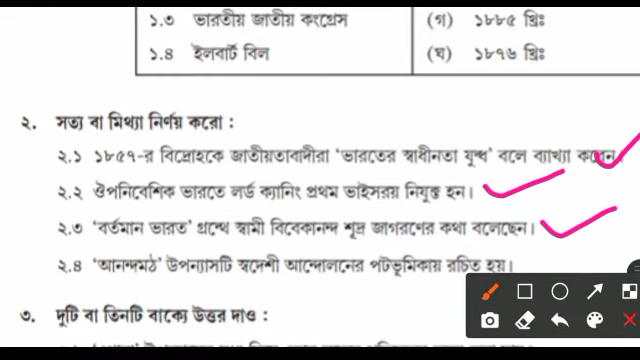 ১.৩ ভারতীয় জাতীয় কংগ্রেস (গ) ১৮৮৫ খ্রিঃ
১.৪ ইলবার্ট বিল (ঘ) ১৮৭৬ খ্রিঃ
২. সত্য বা মিথ্যা নির্ণয় করো :
২.১ ১৮৫৭-র বিদ্রোহকে জাতীয়তাবাদীরা 'ভারতের স্বাধীনতা যুদ্ধ' বলে ব্যাখ্যা করেন।
২.২ ঔপনিবেশিক ভারতে লর্ড ক্যানিং প্রথম ভাইসরয় নিযুক্ত হন।
২.৩ 'বর্তমান ভারত' গ্রন্থে স্বামী বিবেকানন্দ শূদ্র জাগরণের কথা বলেছেন।
২.৪ 'আনন্দমঠ' উপন্যাসটি স্বদেশী আন্দোলনের পটভূমিকায় রচিত হয়।
৩. দুটি বা তিনটি বাক্যে উত্তর দাও :